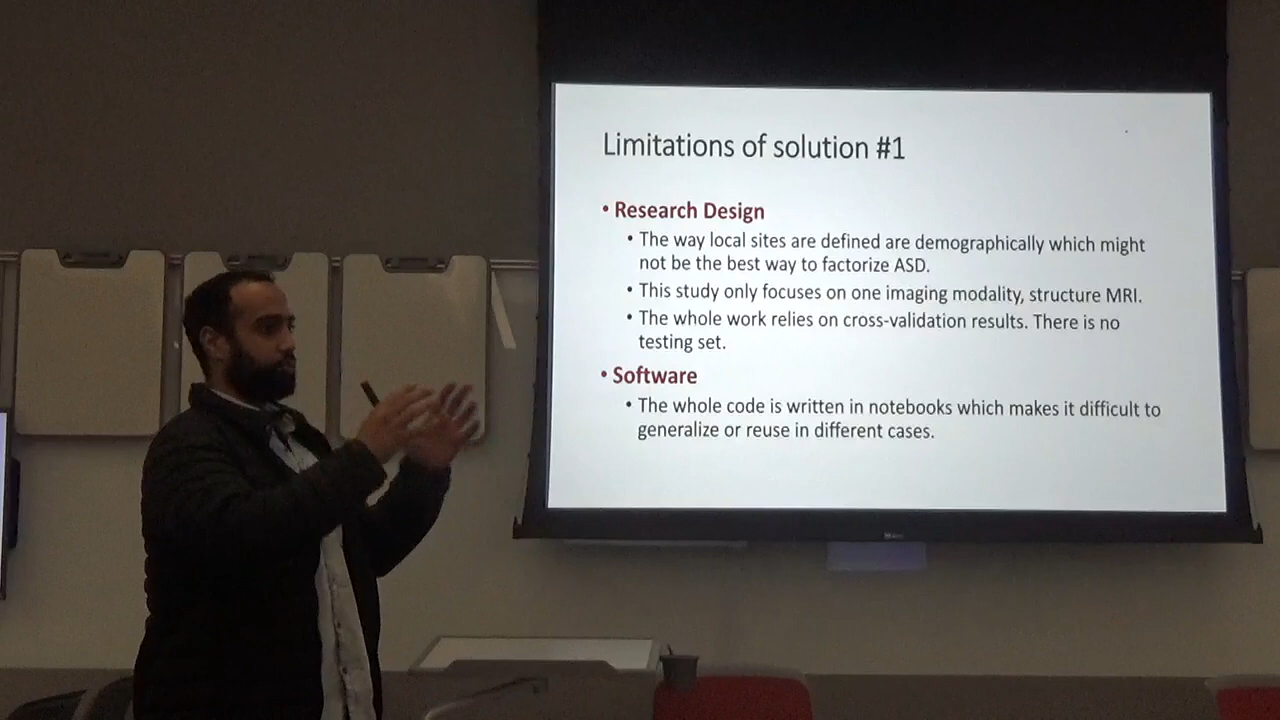 Limitations of solution #1
• Research Design
• The way local sites are defined are demographically which might
not be the best way to factorize ASD.
• This study only focuses on one imaging modality, structure MRI.
• The whole work relies on cross-validation results. There is no
testing set.
• Software
• The whole code is written in notebooks which makes it difficult to
generalize or reuse in different cases.